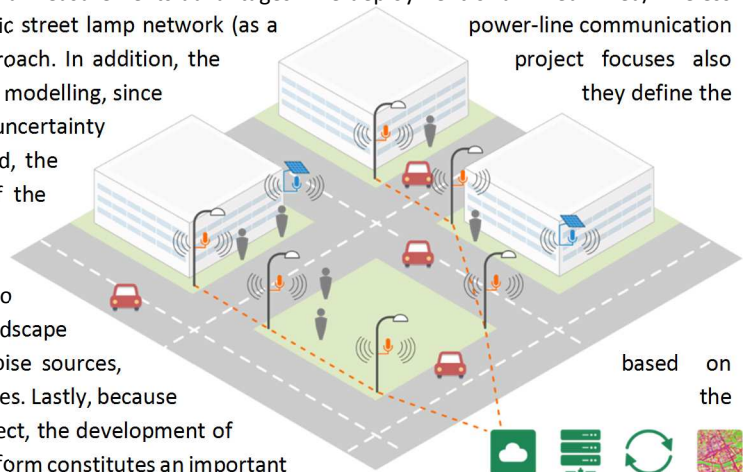 ic street lamp network (as a power-line communication
roach. In addition, the project focuses also
modelling, since they define the
uncertainty
d, the
f the
o
dscape
oise sources, based on
es. Lastly, because the
ect, the development of
form constitutes an important